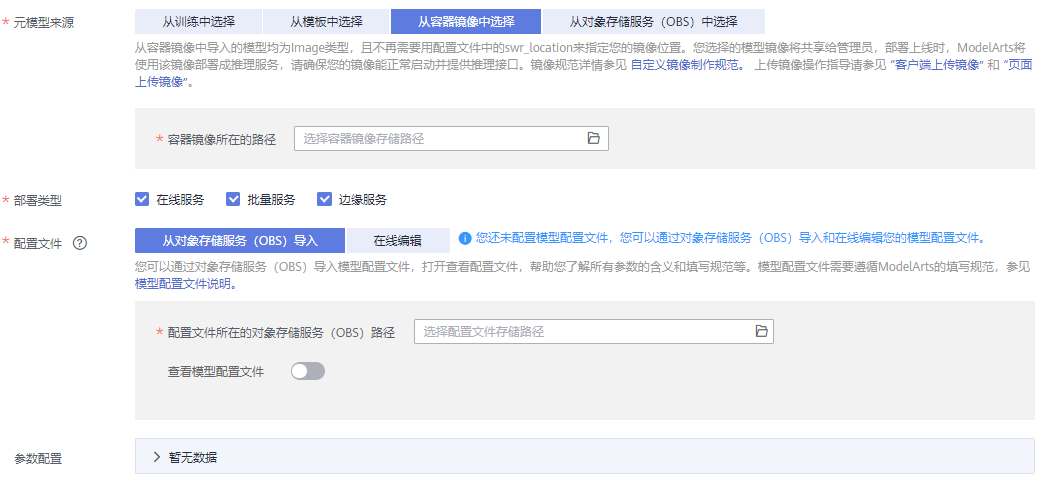 * 元模型来源 从训练中选择 从模板中选择 从容器镜像中选择 从对象存储服务（OBS）中选择
从容器镜像中导入的模型均为Image类型，且不再需要用配置文件中的swr_location来指定您的镜像位置。您选择的模型镜像将共享给管理员，部署上线时，ModelArts将
使用该镜像部署成推理服务，请确保您的镜像能正常启动并提供推理接口。镜像规范详情参见 自定义镜像制作规范。 上传镜像操作指导请参见 “客户端上传镜像” 和 “页面
上传镜像”。
* 容器镜像所在的路径 选择容器镜像存储路径
* 部署类型 在线服务 批量服务 边缘服务
* 配置文件 ? 从对象存储服务（OBS）导入 在线编辑 您还未配置模型配置文件，您可以通过对象存储服务（OBS）导入和在线编辑您的模型配置文件。
您可以通过对象存储服务（OBS）导入模型配置文件，打开查看配置文件，帮助您了解所有参数的含义和填写规范等。模型配置文件需要遵循ModelArts的填写规范，参见
模型配置文件说明。
* 配置文件所在的对象存储服务（OBS）路径 选择配置文件存储路径
查看模型配置文件
参数配置 暂无数据